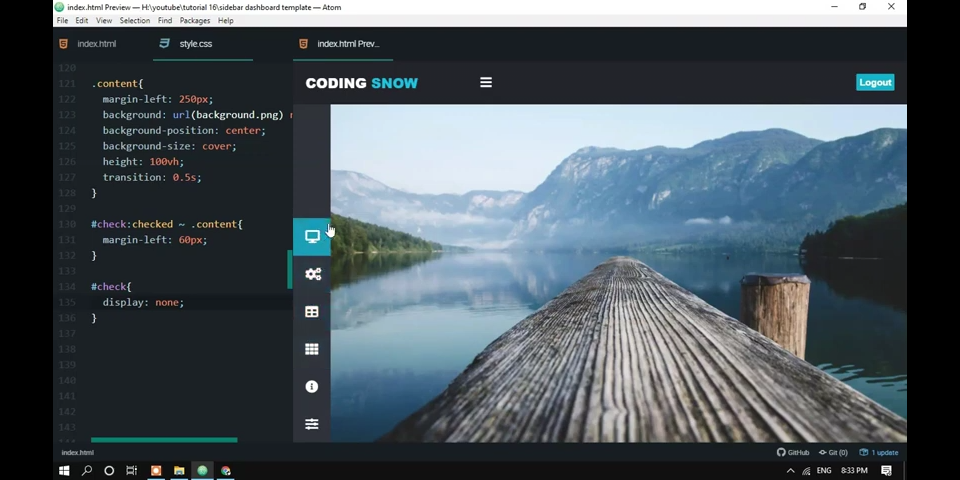 index.html Preview — H:\youtube\tutorial 16\sidebar dashboard template — Atom
File Edit View Selection Find Packages Help
index.html style.css index.html Prev...
120
121 .content{
122 margin-left: 250px;
123 background: url(background.png) n
124 background-position: center;
125 background-size: cover;
126 height: 100vh;
127 transition: 0.5s;
128 }
129
130 #check:checked ~ .content{
131 margin-left: 60px;
132 }
133
134 #check{
135 display: none;
136 }
137
138
139
140
141
142
143
CODING SNOW
Logout
index.html
GitHub Git (0) 1 update
ENG 8:33 PM